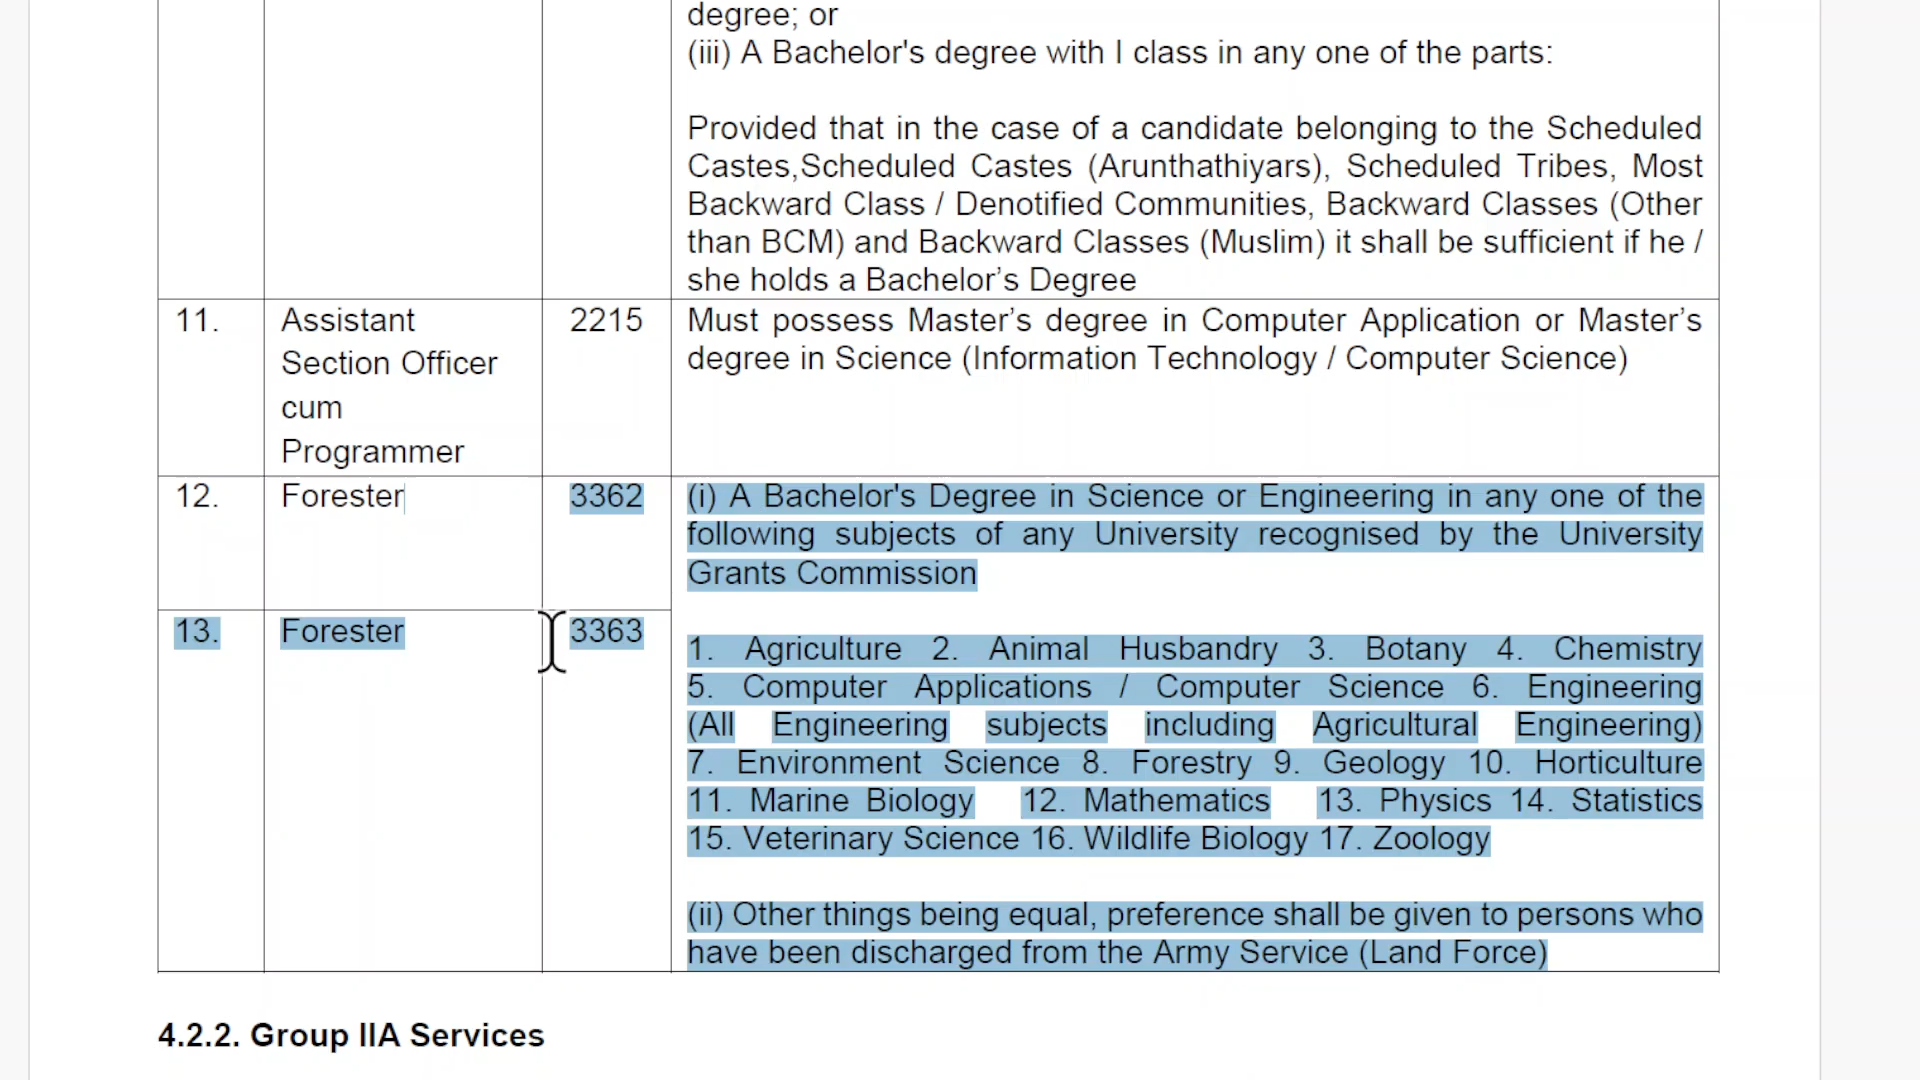 degree; or
(iii) A Bachelor's degree with I class in any one of the parts:
Provided that in the case of a candidate belonging to the Scheduled
Castes,Scheduled Castes (Arunthathiyars), Scheduled Tribes, Most
Backward Class / Denotified Communities, Backward Classes (Other
than BCM) and Backward Classes (Muslim) it shall be sufficient if he /
she holds a Bachelor’s Degree
11.
Assistant
Section Officer
cum
Programmer
2215
Must possess Master’s degree in Computer Application or Master’s
degree in Science (Information Technology / Computer Science)
12.
Forester
3362
(i) A Bachelor's Degree in Science or Engineering in any one of the
following subjects of any University recognised by the University
Grants Commission
13.
Forester
3363
1. Agriculture 2. Animal Husbandry 3. Botany 4. Chemistry
5. Computer Applications / Computer Science 6. Engineering
(All Engineering subjects including Agricultural Engineering)
7. Environment Science 8. Forestry 9. Geology 10. Horticulture
11. Marine Biology 12. Mathematics 13. Physics 14. Statistics
15. Veterinary Science 16. Wildlife Biology 17. Zoology
(ii) Other things being equal, preference shall be given to persons who
have been discharged from the Army Service (Land Force)
4.2.2. Group IIA Services